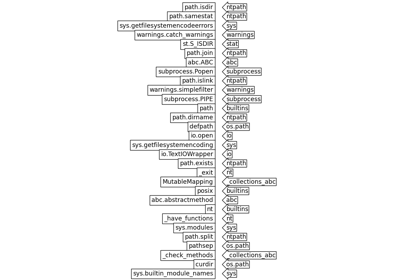 path.isdir ntpath
path.samestat ntpath
sys.getfilesystemencodeerrors sys
warnings.catch_warnings warnings
st.S_ISDIR stat
path.join ntpath
abc.ABC abc
subprocess.Popen subprocess
path.islink ntpath
warnings.simplefilter warnings
subprocess.PIPE subprocess
path builtins
path.dirname ntpath
defpath os.path
io.open io
sys.getfilesystemencoding sys
io.TextIOWrapper io
path.exists ntpath
_exit nt
MutableMapping _collections_abc
posix builtins
abc.abstractmethod abc
nt builtins
_have_functions nt
sys.modules sys
path.split ntpath
pathsep os.path
_check_methods _collections_abc
curdir os.path
sys.builtin_module_names sys